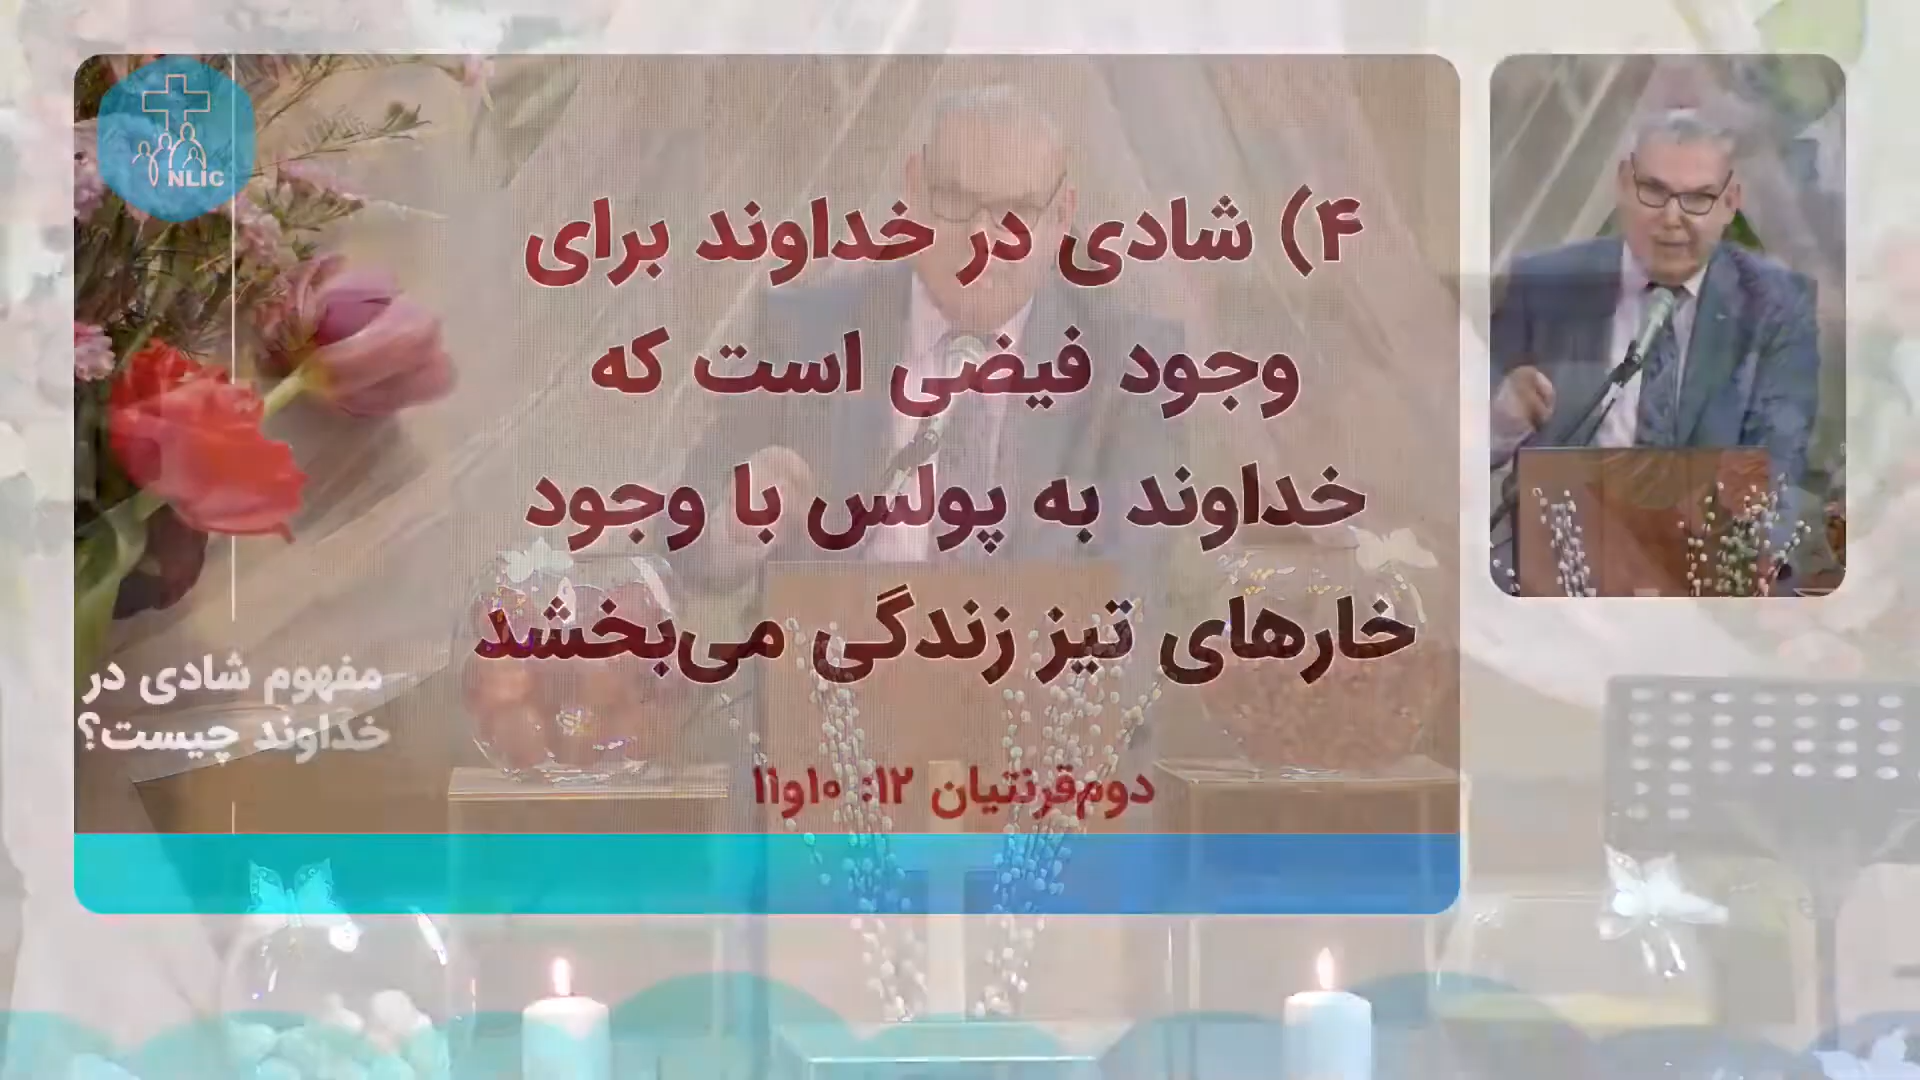 NLIC
۴) شادی در خداوند برای
وجود فیضی است که
خداوند به پولس با وجود
خارهای تیز زندگی می‌بخشد
دوم‌قرنتیان ۱۲: ۱۰و۱۱
مفهوم شادی در
خداوند چیست؟